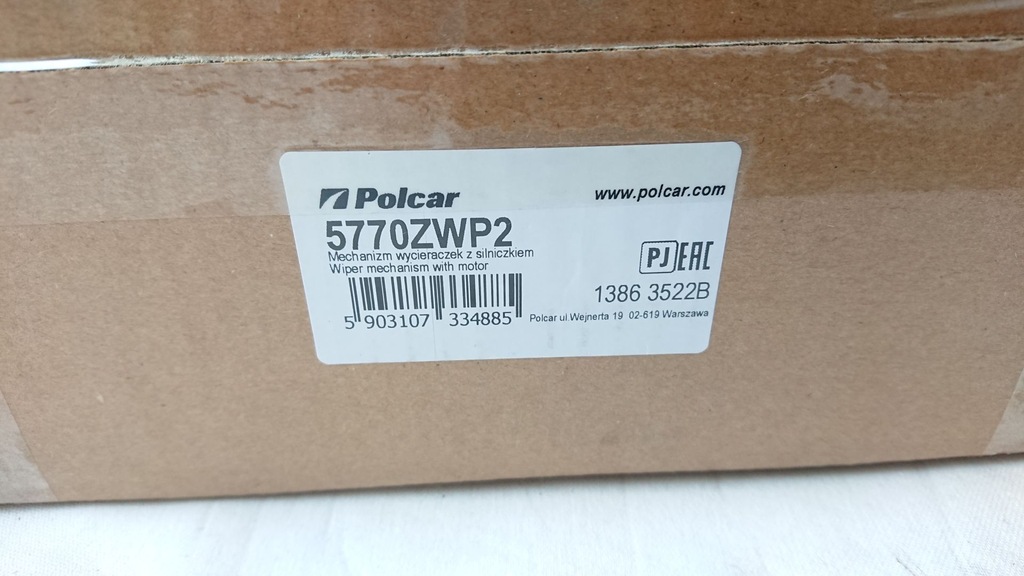 Polcar
www.polcar.com
5770ZWP2
Mechanizm wycieraczek z silniczkiem
Wiper mechanism with motor
PJ EAC
1386 3522B
5 903107 334885
Polcar ul.Wejnerta 19 02-619 Warszawa